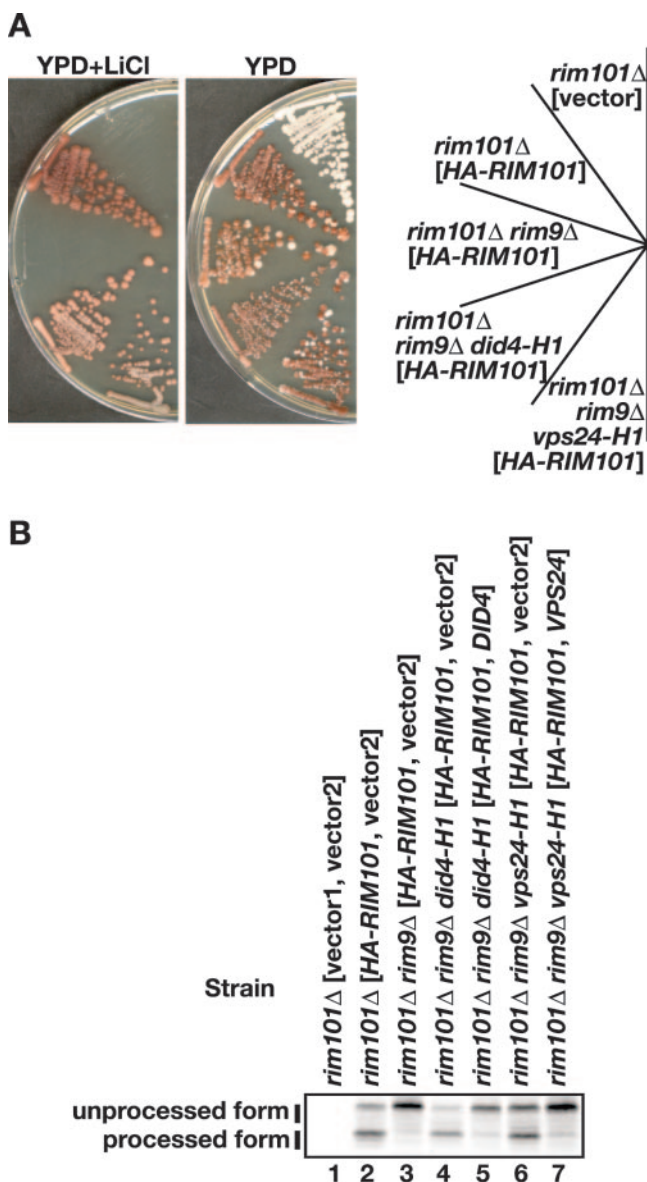 A
YPD+LiCl
YPD
rim101Δ
[vector]
rim101Δ
[HA-RIM101]
rim101Δ rim9Δ
[HA-RIM101]
rim101Δ
rim9Δ did4-H1
[HA-RIM101]
rim101Δ
rim9Δ
vps24-H1
[HA-RIM101]
B
Strain
rim101Δ [vector1, vector2]
rim101Δ [HA-RIM101, vector2]
rim101Δ rim9Δ [HA-RIM101, vector2]
rim101Δ rim9Δ did4-H1 [HA-RIM101, vector2]
rim101Δ rim9Δ did4-H1 [HA-RIM101, DID4]
rim101Δ rim9Δ vps24-H1 [HA-RIM101, vector2]
rim101Δ rim9Δ vps24-H1 [HA-RIM101, VPS24]
unprocessed form
processed form
1 2 3 4 5 6 7